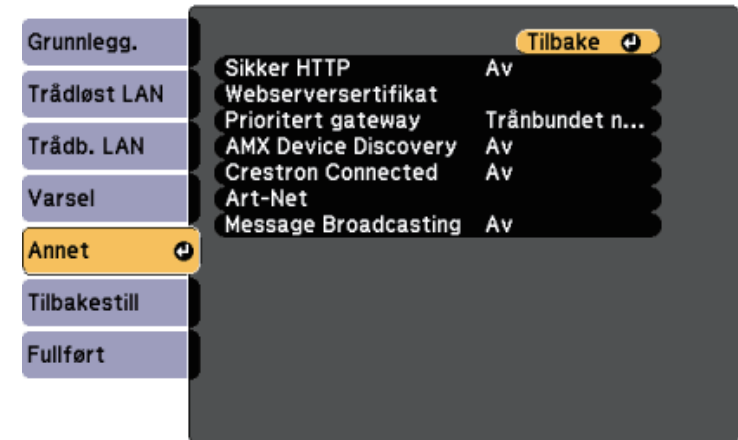 Grunnlegg.
Trådløst LAN
Trådb. LAN
Varsel
Annet
Tilbakestill
Fullført
Tilbake
Sikker HTTP Av
Webserversertifikat
Prioritert gateway Trånbundet n...
AMX Device Discovery Av
Crestron Connected Av
Art-Net
Message Broadcasting Av